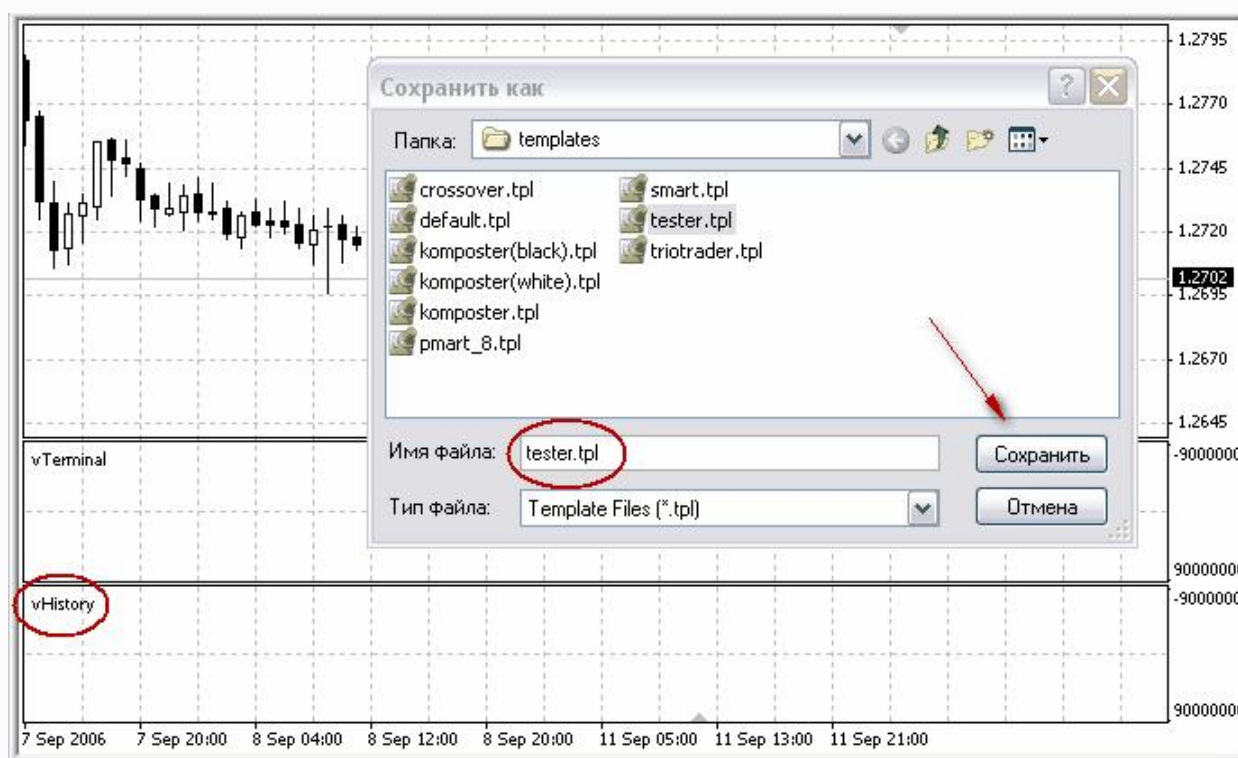 1.2795
Сохранить как
1.2770
Папка: templates
1.2745
crossover.tpl
default.tpl
komposter(black).tpl
komposter(white).tpl
komposter.tpl
pmart_8.tpl
smart.tpl
tester.tpl
triotrader.tpl
1.2720
1.2702
1.2695
1.2670
1.2645
Имя файла: tester.tpl Сохранить
Тип файла: Template Files (*.tpl) Отмена
vTerminal
-9000000
90000000
vHistory
-9000000
90000000
7 Sep 2006 7 Sep 20:00 8 Sep 04:00 8 Sep 12:00 8 Sep 20:00 11 Sep 05:00 11 Sep 13:00 11 Sep 21:00